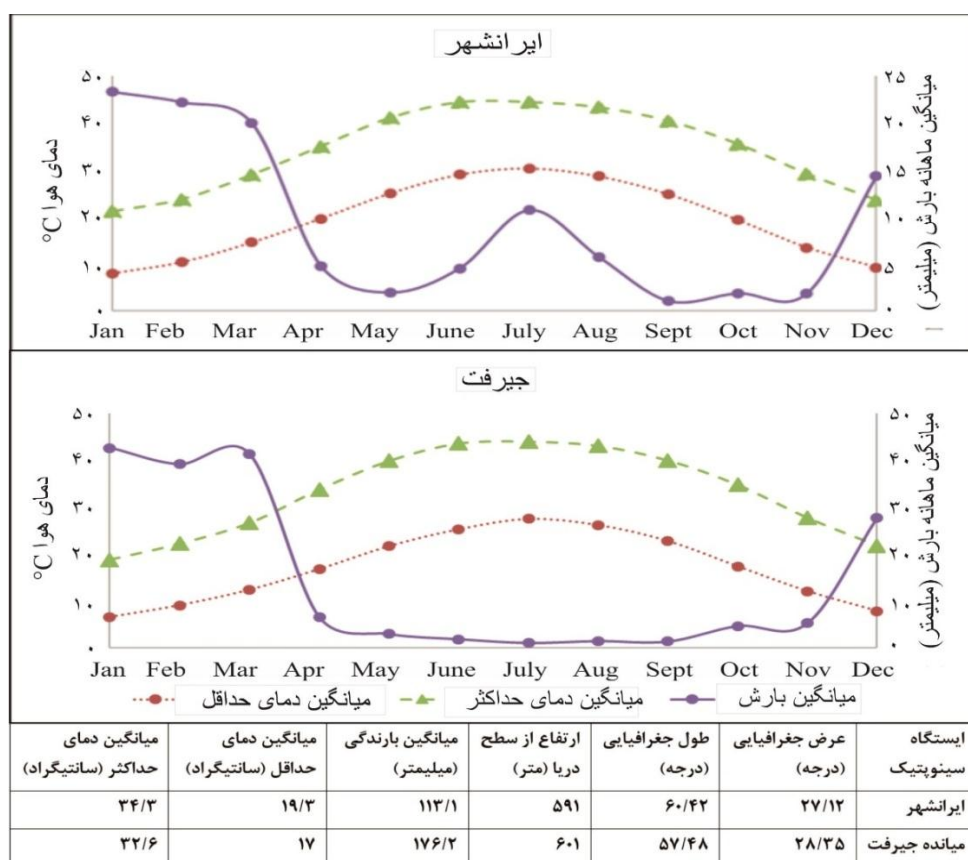 ایرانشهر
۵۰
۴۰
۳۰
۲۰
۱۰
۰
دمای هوا °C
۲۵
۲۰
۱۵
۱۰
۵
۰
میانگین ماهانه بارش (میلیمتر)
Jan Feb Mar Apr May June July Aug Sept Oct Nov Dec
جیرفت
۵۰
۴۰
۳۰
۲۰
۱۰
۰
دمای هوا °C
۵۰
۴۰
۳۰
۲۰
۱۰
۰
میانگین ماهانه بارش (میلیمتر)
Jan Feb Mar Apr May June July Aug Sept Oct Nov Dec
میانگین بارش میانگین دمای حداکثر میانگین دمای حداقل
ایستگاه عرض جغرافیایی طول جغرافیایی ارتفاع از سطح میانگین بارندگی میانگین دمای میانگین دمای
سینوپتیک (درجه) (درجه) دریا (متر) (میلیمتر) حداقل (سانتیگراد) حداکثر (سانتیگراد)
ایرانشهر ۲۷/۱۲ ۶۰/۴۲ ۵۹۱ ۱۱۳/۱ ۱۹/۳ ۳۴/۳
میانده جیرفت ۲۸/۳۵ ۵۷/۴۸ ۶۰۱ ۱۷۶/۲ ۱۷ ۳۲/۶